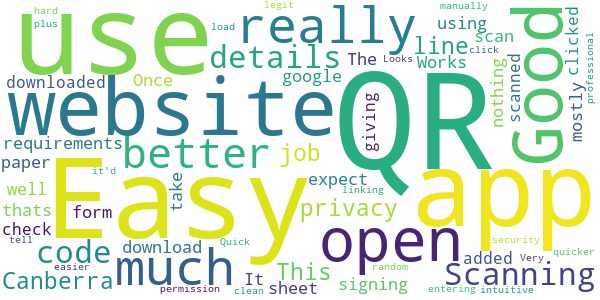 hard legit manually
plus load click
use really line using
Good
details The Works scan
downloaded Once google nothing scanned mostly clicked professional
website QR giving
requirements better job
paper it'd take expect linking
well Easy privacy app
thats form
check
tell code download open added Very quicker
much This signing Scanning
Canberra Quick It sheet random security
easier permission clean entering intuitive
Looks